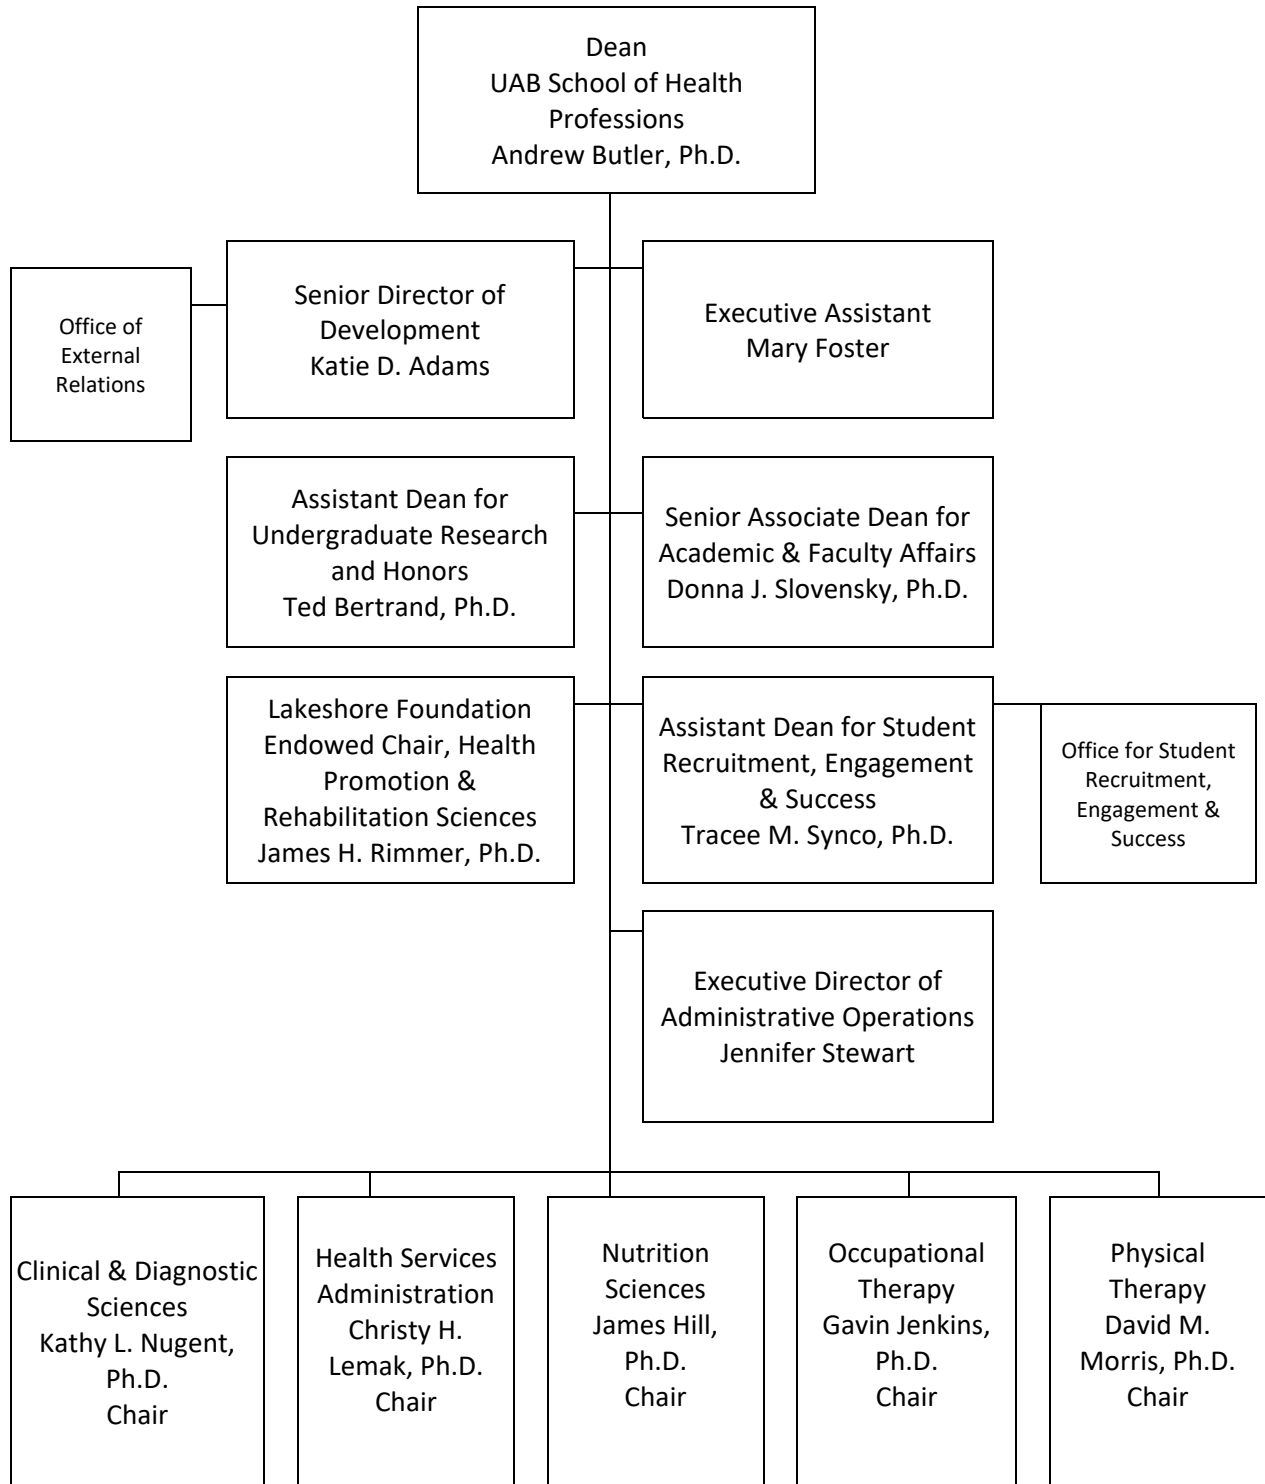 Dean
UAB School of Health
Professions
Andrew Butler, Ph.D.
Office of
External
Relations
Senior Director of
Development
Katie D. Adams
Executive Assistant
Mary Foster
Assistant Dean for
Undergraduate Research
and Honors
Ted Bertrand, Ph.D.
Senior Associate Dean for
Academic & Faculty Affairs
Donna J. Slovensky, Ph.D.
Lakeshore Foundation
Endowed Chair, Health
Promotion &
Rehabilitation Sciences
James H. Rimmer, Ph.D.
Assistant Dean for Student
Recruitment, Engagement
& Success
Tracee M. Synco, Ph.D.
Office for Student
Recruitment,
Engagement &
Success
Executive Director of
Administrative Operations
Jennifer Stewart
Clinical & Diagnostic
Sciences
Kathy L. Nugent,
Ph.D.
Chair
Health Services
Administration
Christy H.
Lemak, Ph.D.
Chair
Nutrition
Sciences
James Hill,
Ph.D.
Chair
Occupational
Therapy
Gavin Jenkins,
Ph.D.
Chair
Physical
Therapy
David M.
Morris, Ph.D.
Chair